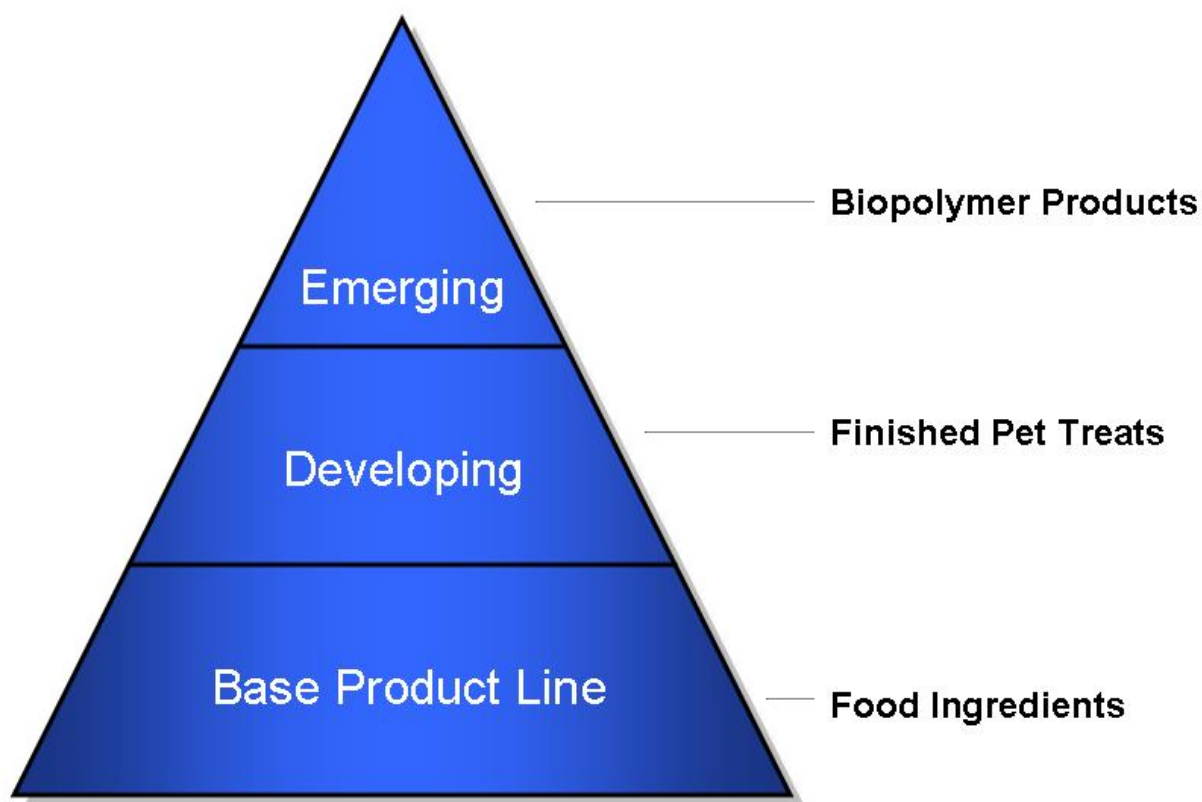 Biopolymer Products
Emerging
Finished Pet Treats
Developing
Base Product Line
Food Ingredients